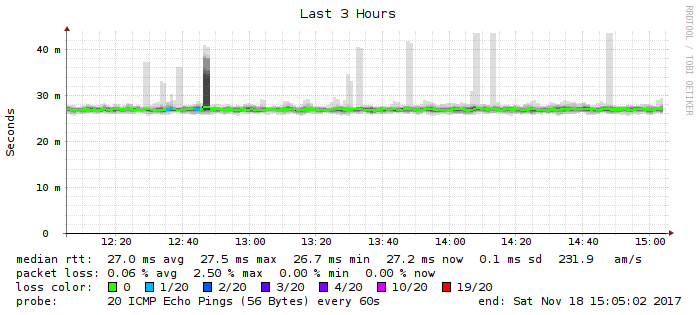 Last 3 Hours
RRDTOOL / TOBI OETIKER
Seconds
40 m
30 m
20 m
10 m
0
12:20 12:40 13:00 13:20 13:40 14:00 14:20 14:40 15:00
median rtt: 27.0 ms avg 27.5 ms max 26.7 ms min 27.2 ms now 0.1 ms sd 231.9 am/s
packet loss: 0.06 % avg 2.50 % max 0.00 % min 0.00 % now
loss color: 0 1/20 2/20 3/20 4/20 10/20 19/20
probe: 20 ICMP Echo Pings (56 Bytes) every 60s end: Sat Nov 18 15:05:02 2017